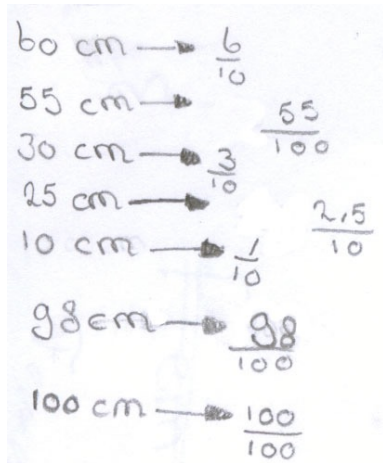 60 cm → 6/10
55 cm → 55/100
30 cm → 3/10
25 cm → 2,5/10
10 cm → 1/10
98 cm → 98/100
100 cm → 100/100